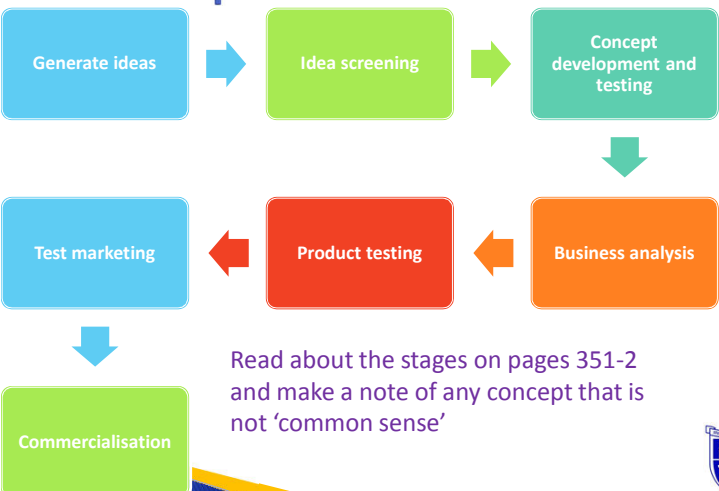 Generate ideas
Idea screening
Concept
development and
testing
Test marketing
Product testing
Business analysis
Read about the stages on pages 351-2
and make a note of any concept that is
not ‘common sense’
Commercialisation